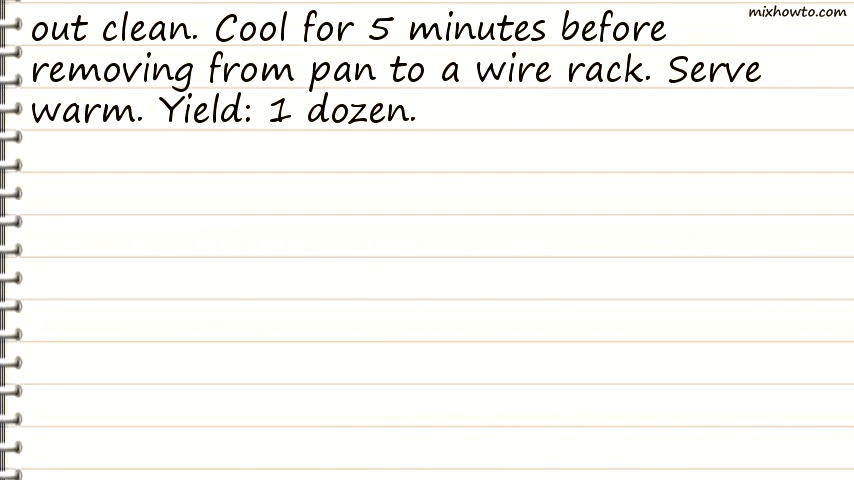 mixhowto.com
out clean. Cool for 5 minutes before
removing from pan to a wire rack. Serve
warm. Yield: 1 dozen.